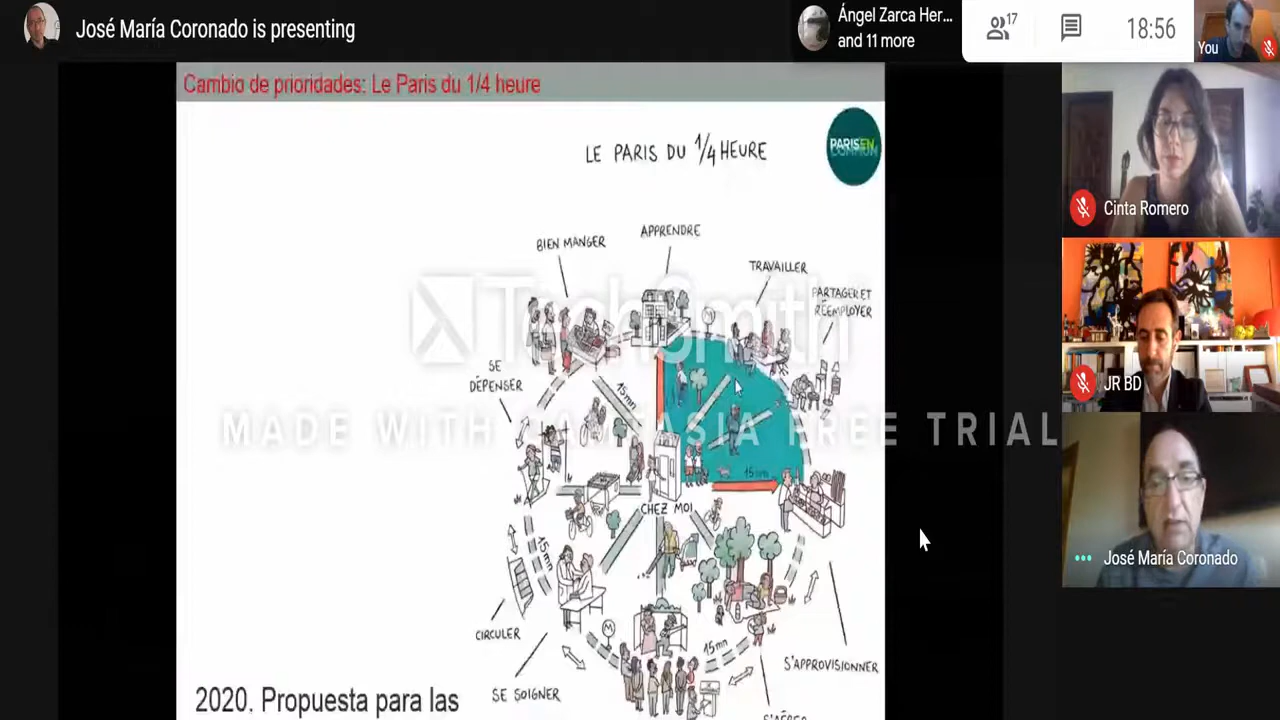 José María Coronado is presenting
Ángel Zarca Her...
and 11 more
17
18:56
You
Cambio de prioridades: Le Paris du 1/4 heure
LE PARIS DU 1/4 HEURE
PARIS EN
COMMUN
BIEN MANGER
APPRENDRE
TRAVAILLER
PARTAGER ET
RÉEMPLOYER
SE
DÉPENSER
15mn
15mn
CHEZ MOI
15mn
M
M
15mn
CIRCULER
SE SOIGNER
S'APPROVISIONNER
2020. Propuesta para las
TechSmith
MADE WITH CAMTASIA FREE TRIAL
Cinta Romero
JR BD
José María Coronado